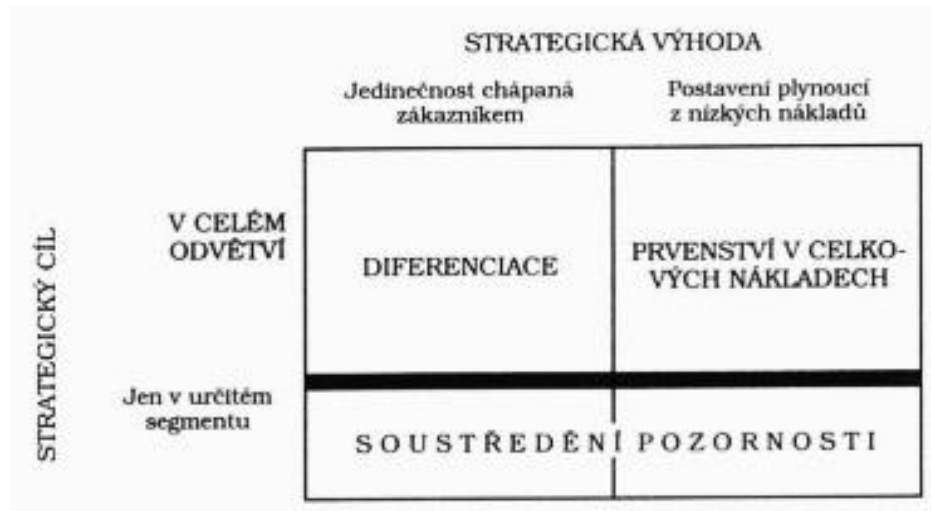 STRATEGICKÁ VÝHODA
Jedinečnost chápaná
zákazníkem
Postavení plynoucí
z nízkých nákladů
STRATEGICKÝ CÍL
V CELÉM
ODVĚTVÍ
DIFERENCIACE
PRVENSTVÍ V CELKO-
VÝCH NÁKLADECH
Jen v určitém
segmentu
SOUSTŘEDĚNÍ POZORNOSTI